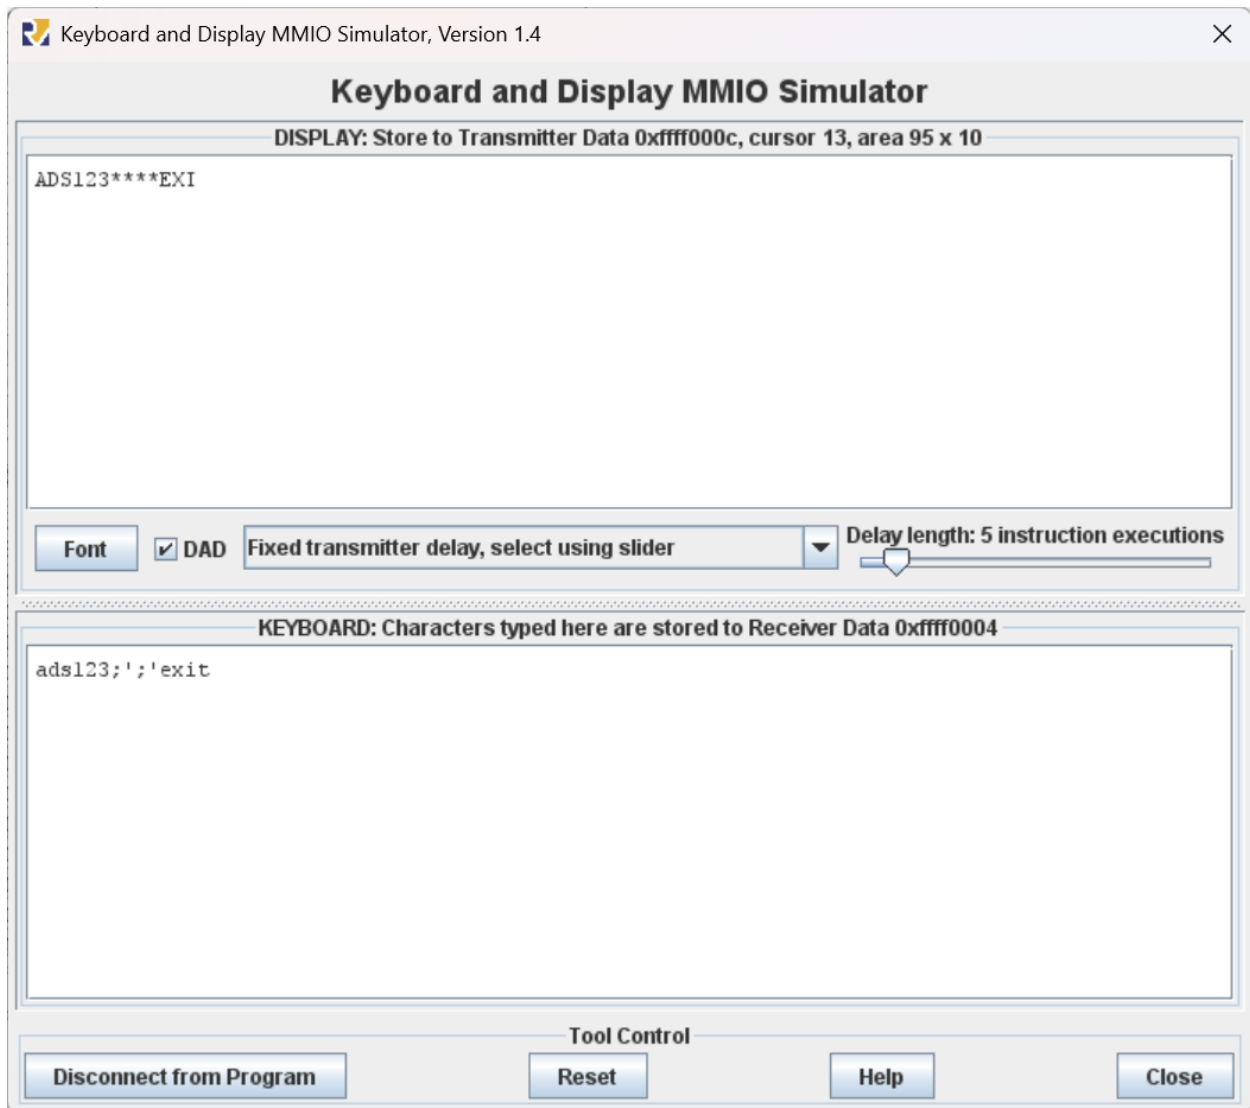 Keyboard and Display MMIO Simulator, Version 1.4
Keyboard and Display MMIO Simulator
DISPLAY: Store to Transmitter Data 0xffff000c, cursor 13, area 95 x 10
ADS123****EXI
Font
DAD
Fixed transmitter delay, select using slider
Delay length: 5 instruction executions
KEYBOARD: Characters typed here are stored to Receiver Data 0xffff0004
ads123;';'exit
Tool Control
Disconnect from Program
Reset
Help
Close